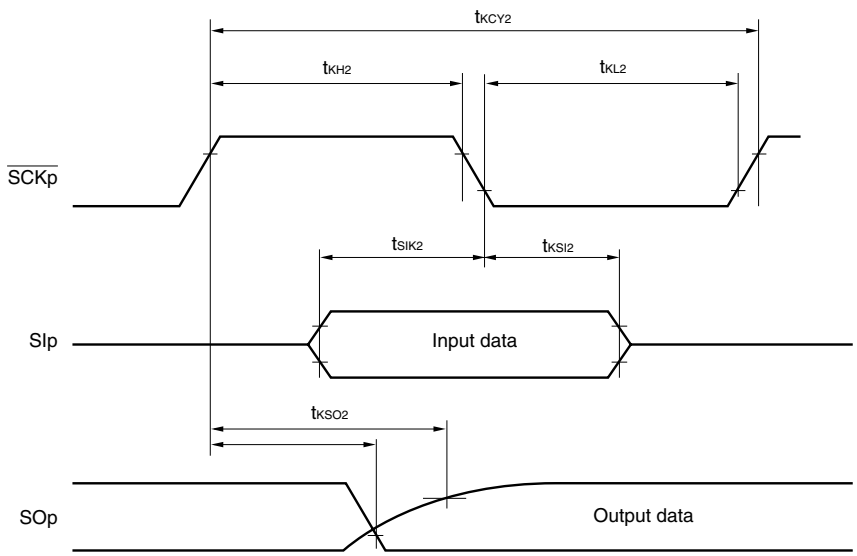 tKCY2
tKH2
tKL2
SCKp
tSIK2
tKSI2
SIp
Input data
tKSO2
SOp
Output data